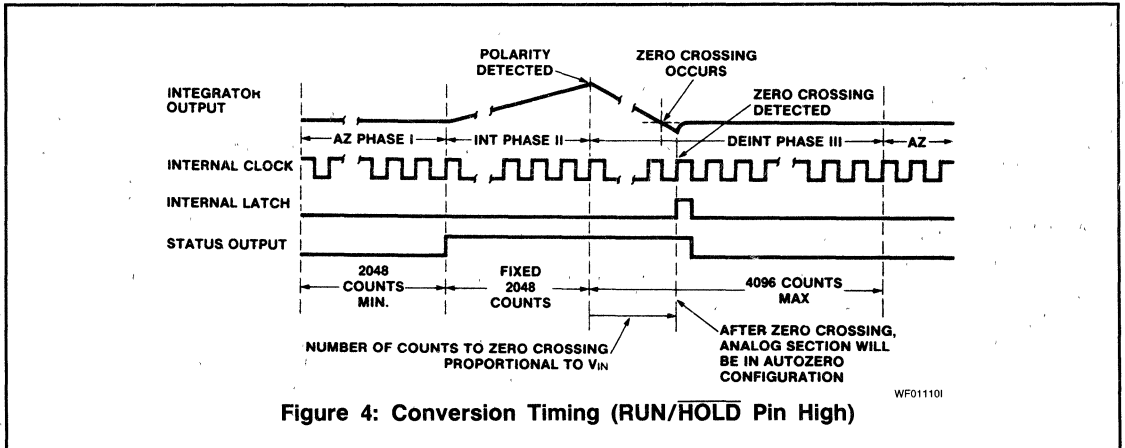 POLARITY
DETECTED
ZERO CROSSING
OCCURS
INTEGRATOR
OUTPUT
ZERO CROSSING
DETECTED
AZ PHASE I
INT PHASE II
DEINT PHASE III
AZ
INTERNAL CLOCK
INTERNAL LATCH
STATUS OUTPUT
2048
COUNTS
MIN.
FIXED
2048
COUNTS
4096 COUNTS
MAX
NUMBER OF COUNTS TO ZERO CROSSING
PROPORTIONAL TO VIN
AFTER ZERO CROSSING,
ANALOG SECTION WILL
BE IN AUTOZERO
CONFIGURATION
WF01110I
Figure 4: Conversion Timing (RUN/HOLD Pin High)